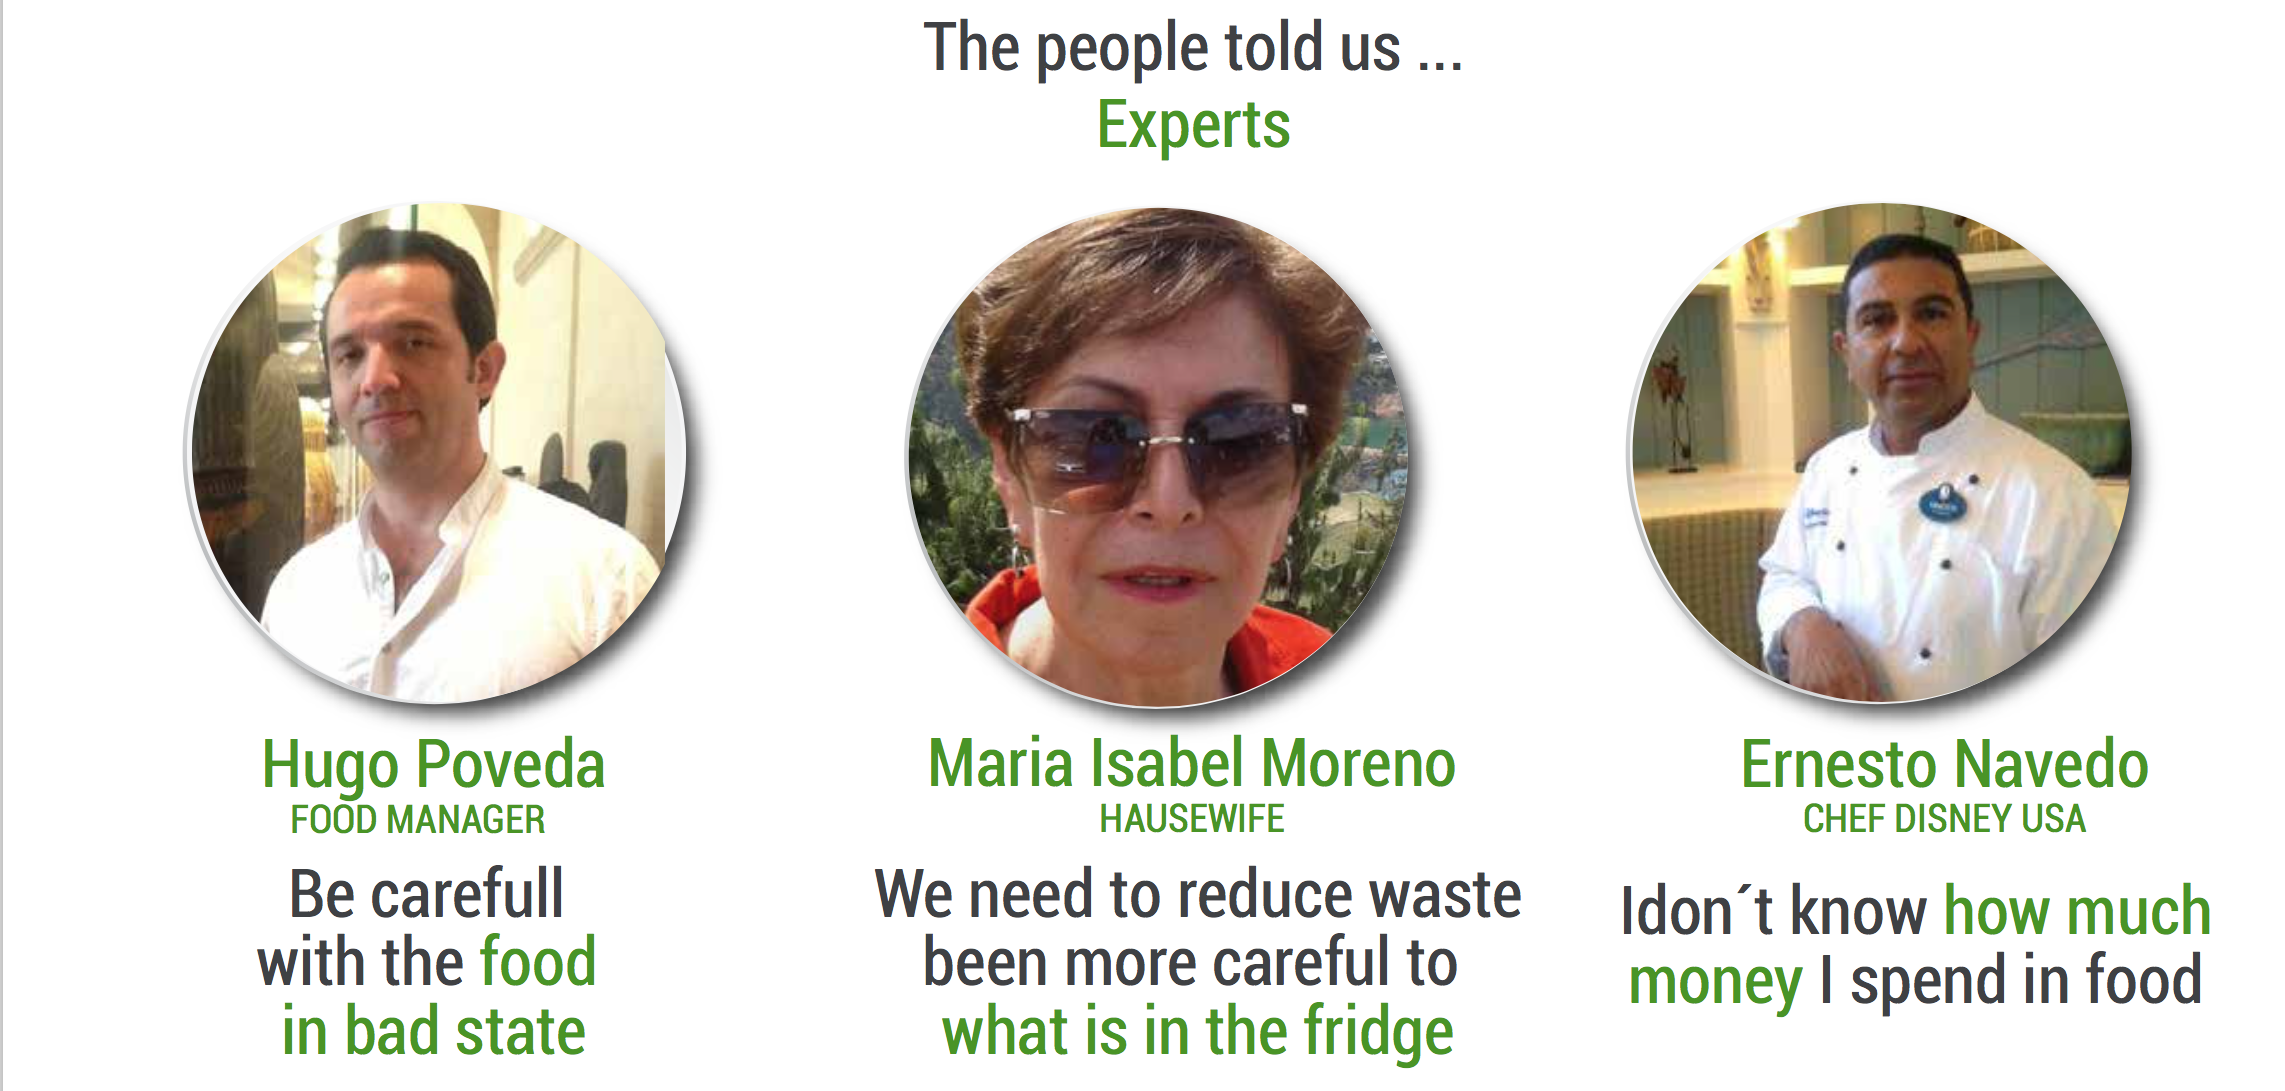 The people told us ...
Experts
Hugo Poveda
FOOD MANAGER
Be carefull
with the food
in bad state
Maria Isabel Moreno
HAUSEWIFE
We need to reduce waste
been more careful to
what is in the fridge
Ernesto Navedo
CHEF DISNEY USA
Idon´t know how much
money I spend in food